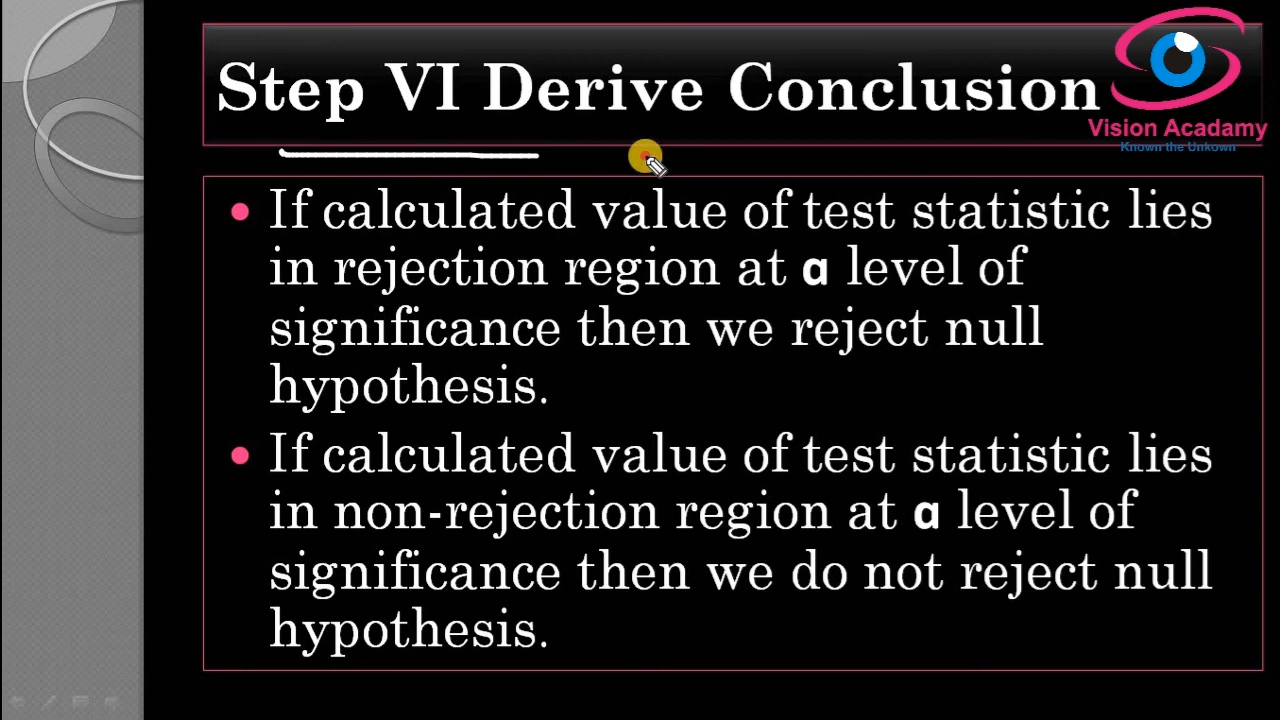 Step VI Derive Conclusion
Vision Acadamy
Known the Unkown
• If calculated value of test statistic lies
in rejection region at α level of
significance then we reject null
hypothesis.
• If calculated value of test statistic lies
in non-rejection region at α level of
significance then we do not reject null
hypothesis.